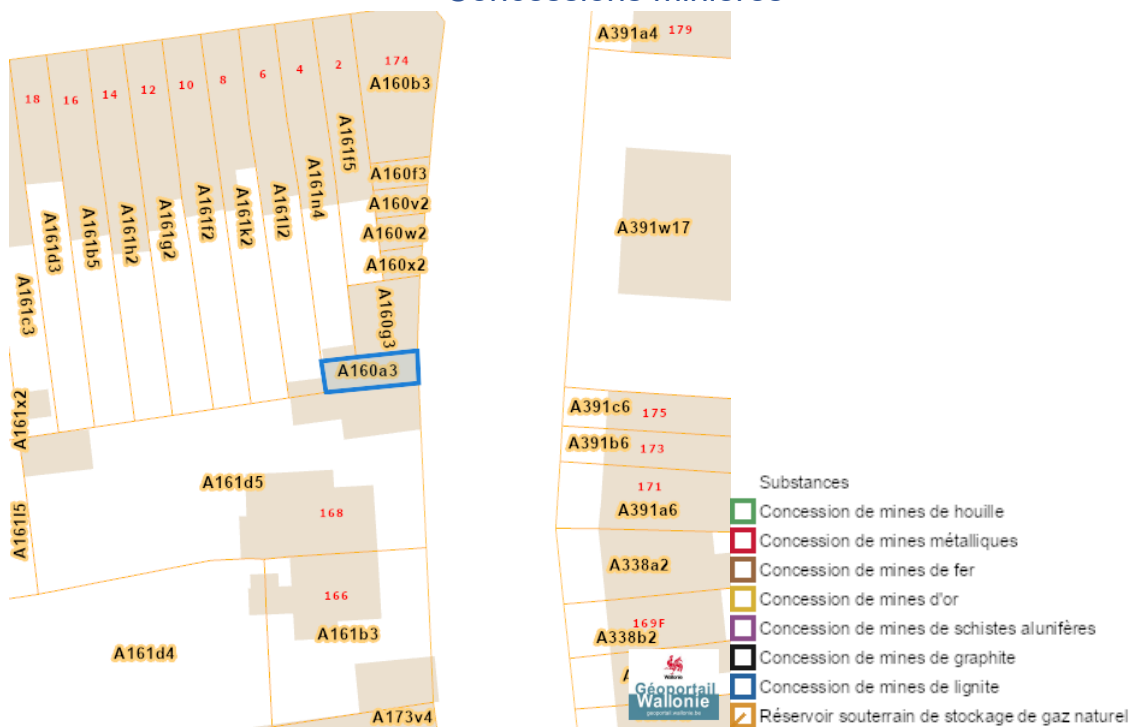 Concessions minières
A391a4
179
174
A160b3
2
4
6
8
10
12
14
16
18
A161f5
A160f3
A161n4
A160v2
A161l2
A161k2
A161f2
A161g2
A161h2
A161b5
A161d3
A161c3
A160w2
A160x2
A391w17
A160g3
A160a3
A161x2
A391c6
175
A391b6
173
171
A391a6
A161d5
168
A161l5
A338a2
166
A161b3
169F
A338b2
A161d4
A173v4
Wallonie
Géoportail
Wallonie
geoportail.wallonie.be
Substances
Concession de mines de houille
Concession de mines métalliques
Concession de mines de fer
Concession de mines d'or
Concession de mines de schistes alunifères
Concession de mines de graphite
Concession de mines de lignite
Réservoir souterrain de stockage de gaz naturel